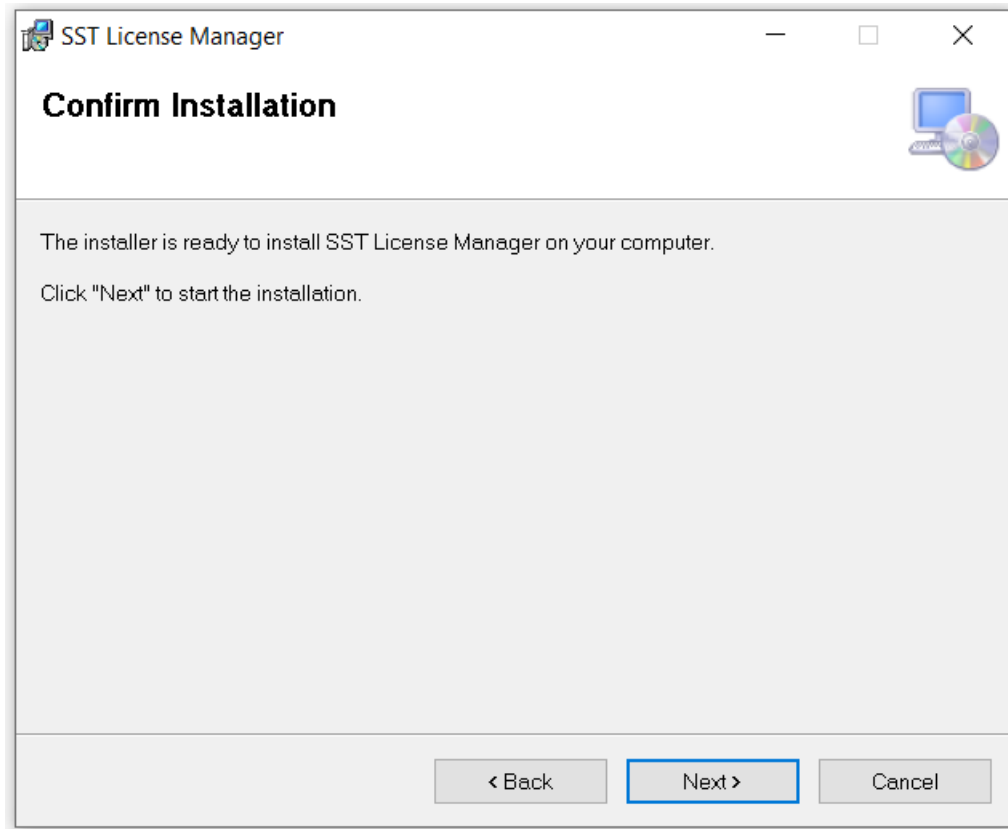 SST License Manager
Confirm Installation
The installer is ready to install SST License Manager on your computer.
Click "Next" to start the installation.
< Back
Next >
Cancel